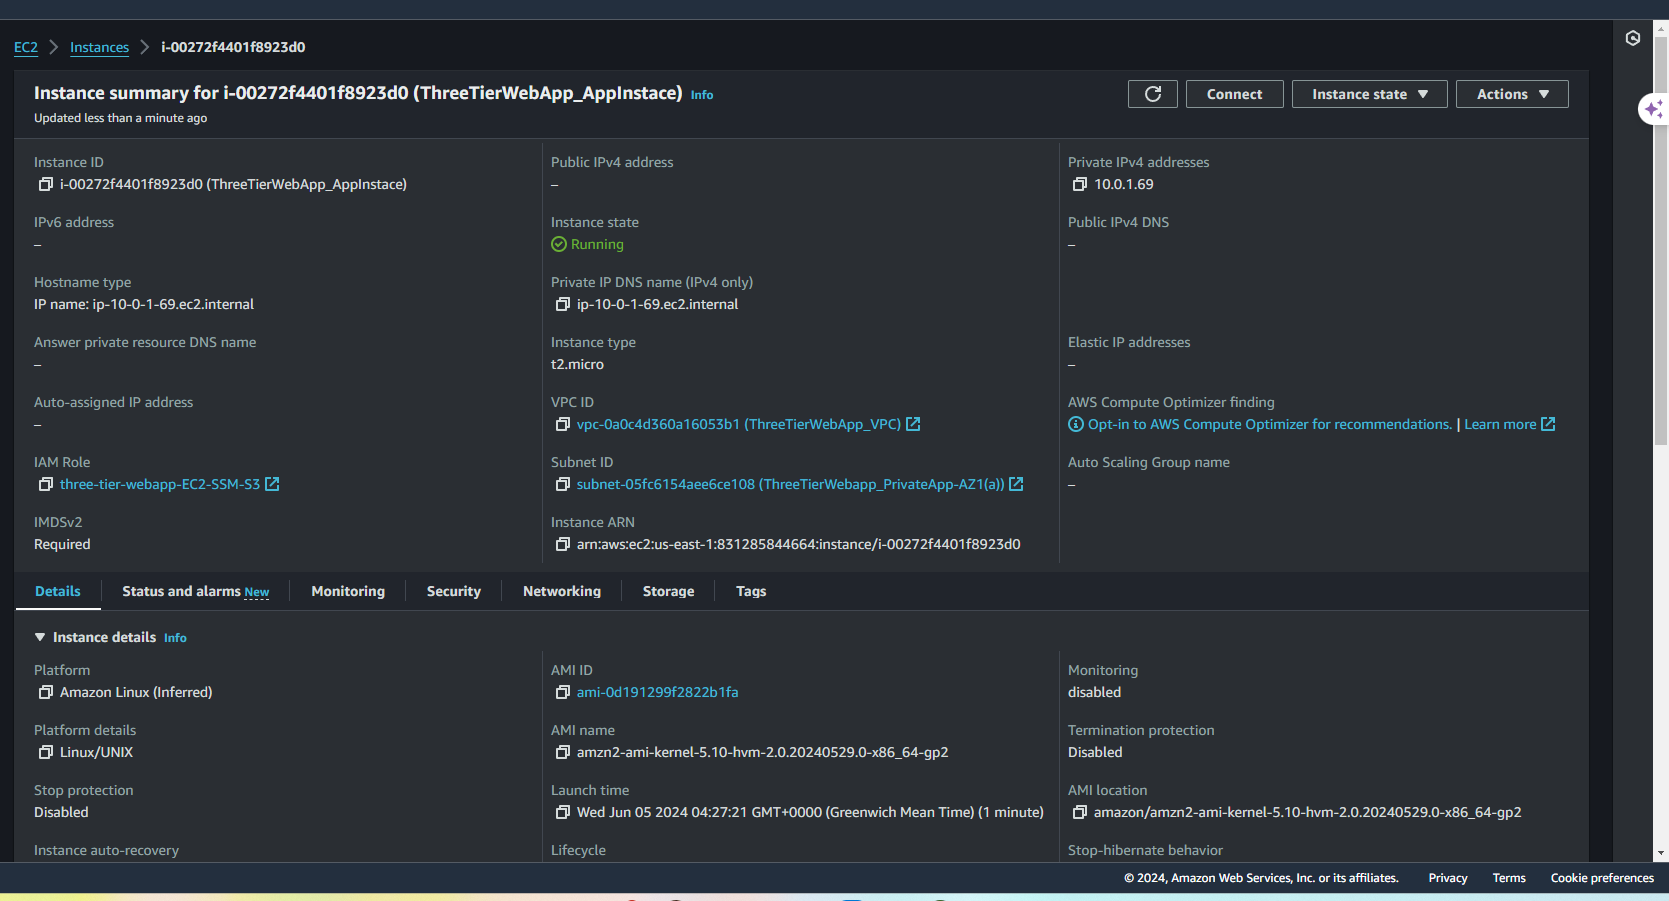 EC2 > Instances > i-00272f4401f8923d0
Instance summary for i-00272f4401f8923d0 (ThreeTierWebApp_AppInstace) Info
Updated less than a minute ago
Connect
Instance state
Actions
Instance ID
i-00272f4401f8923d0 (ThreeTierWebApp_AppInstace)
Public IPv4 address
–
Private IPv4 addresses
10.0.1.69
IPv6 address
–
Instance state
Running
Public IPv4 DNS
–
Hostname type
IP name: ip-10-0-1-69.ec2.internal
Private IP DNS name (IPv4 only)
ip-10-0-1-69.ec2.internal
Answer private resource DNS name
–
Instance type
t2.micro
Elastic IP addresses
–
Auto-assigned IP address
–
VPC ID
vpc-0a0c4d360a16053b1 (ThreeTierWebApp_VPC)
AWS Compute Optimizer finding
Opt-in to AWS Compute Optimizer for recommendations. | Learn more
IAM Role
three-tier-webapp-EC2-SSM-S3
Subnet ID
subnet-05fc6154aee6ce108 (ThreeTierWebapp_PrivateApp-AZ1(a))
Auto Scaling Group name
–
IMDSv2
Required
Instance ARN
arn:aws:ec2:us-east-1:831285844664:instance/i-00272f4401f8923d0
Details
Status and alarms New
Monitoring
Security
Networking
Storage
Tags
Instance details Info
Platform
Amazon Linux (Inferred)
AMI ID
ami-0d191299f2822b1fa
Monitoring
disabled
Platform details
Linux/UNIX
AMI name
amzn2-ami-kernel-5.10-hvm-2.0.20240529.0-x86_64-gp2
Termination protection
Disabled
Stop protection
Disabled
Launch time
Wed Jun 05 2024 04:27:21 GMT+0000 (Greenwich Mean Time) (1 minute)
AMI location
amazon/amzn2-ami-kernel-5.10-hvm-2.0.20240529.0-x86_64-gp2
Instance auto-recovery
Lifecycle
Stop-hibernate behavior
© 2024, Amazon Web Services, Inc. or its affiliates.
Privacy
Terms
Cookie preferences